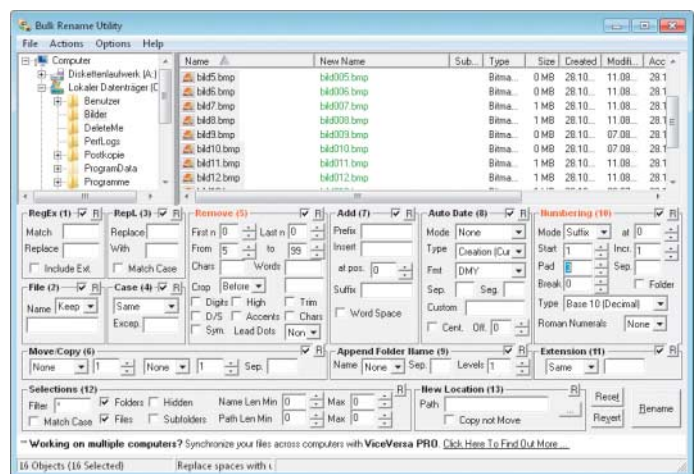 Bulk Rename Utility
File Actions Options Help
Computer
Diskettenlaufwerk (A:)
Lokaler Datenträger (C
Benutzer
Bilder
DeleteMe
PerfLogs
Postkopie
ProgramData
Programme
Name New Name Sub... Type Size Created Modifi... Acc
bild5.bmp bild005.bmp Bitma... 0 MB 28.10... 11.08... 28.1
bild6.bmp bild006.bmp Bitma... 0 MB 28.10... 11.08... 28.1
bild7.bmp bild007.bmp Bitma... 1 MB 28.10... 11.08... 28.1
bild8.bmp bild008.bmp Bitma... 1 MB 28.10... 11.08... 28.1
bild9.bmp bild009.bmp Bitma... 0 MB 28.10... 07.08... 28.1
bild10.bmp bild010.bmp Bitma... 0 MB 28.10... 07.08... 28.1
bild11.bmp bild011.bmp Bitma... 1 MB 28.10... 11.08... 28.1
bild12.bmp bild012.bmp Bitma... 1 MB 28.10... 11.08... 28.1
RegEx (1) R
Match
Replace
Include Ext.
Repl. (3) R
Replace
With
Match Case
File (2) R
Name Keep
Case (4) R
Same
Excep.
Remove (5) R
First n 0 Last n 0
From 5 to 99
Chars Words
Crop Before
Digits High Trim
D/S Accents Chars
Sym. Lead Dots Non
Add (7) R
Prefix
Insert
at pos. 0
Suffix
Word Space
Auto Date (8) R
Mode None
Type Creation (Cur
Fmt DMY
Sep. Seg.
Custom
Cent. Off. 0
Numbering (10) R
Mode Suffix at 0
Start 1 Incr. 1
Pad 3 Sep.
Break 0 Folder
Type Base 10 (Decimal)
Roman Numerals None
Move/Copy (6) R
None 1 None 1 Sep.
Append Folder Name (9) R
Name None Sep. Levels 1
Extension (11) R
Same
Selections (12) R
Filter * Folders Hidden Name Len Min 0 Max 0
Match Case Files Subfolders Path Len Min 0 Max 0
New Location (13) R
Path ...
Copy not Move
Reset
Revert
Rename
** Working on multiple computers? Synchronize your files across computers with ViceVersa PRO. Click Here To Find Out More ...
16 Objects (16 Selected) Replace spaces with